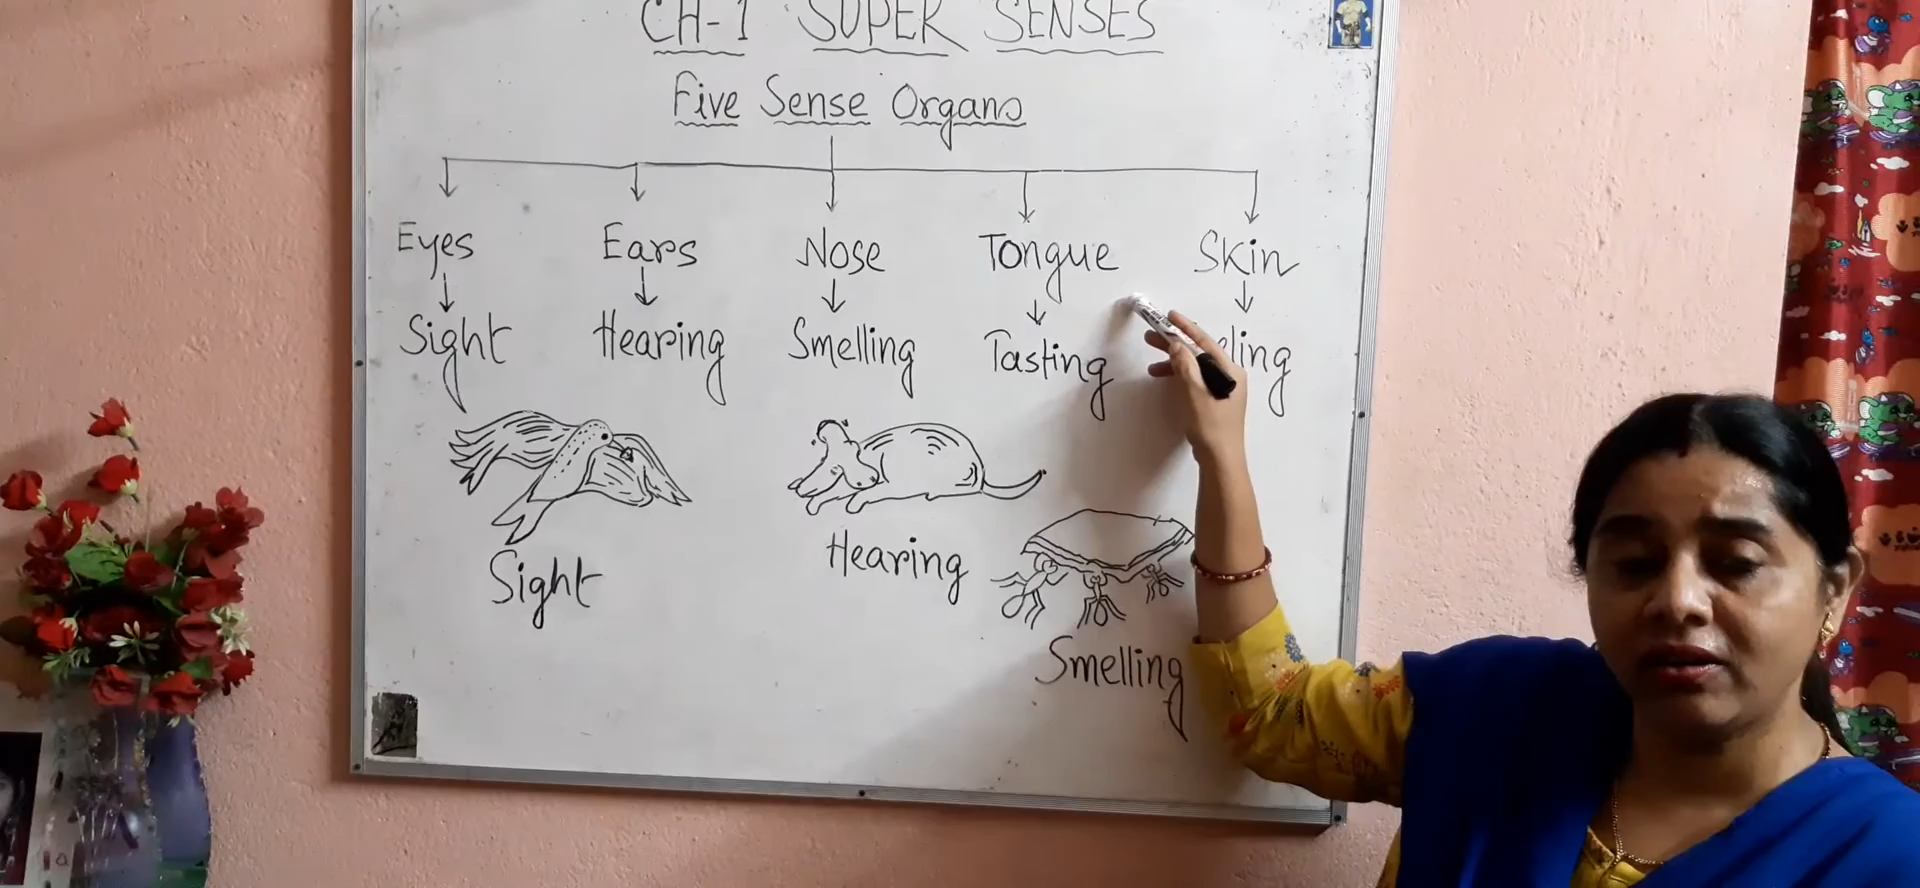 CH-1 SUPER SENSES
Five Sense Organs
Eyes Ears Nose Tongue Skin
Sight Hearing Smelling Tasting eling
Sight Hearing
Smelling